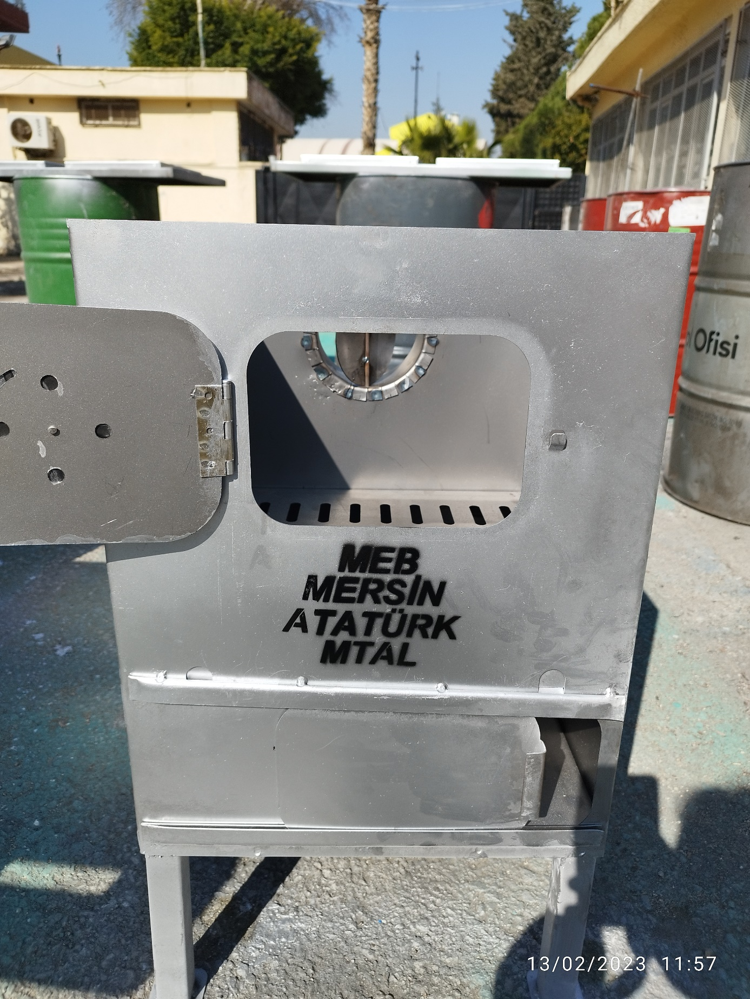 Ofisi
MEB
MERSİN
ATATÜRK
MTAL
13/02/2023 11:57